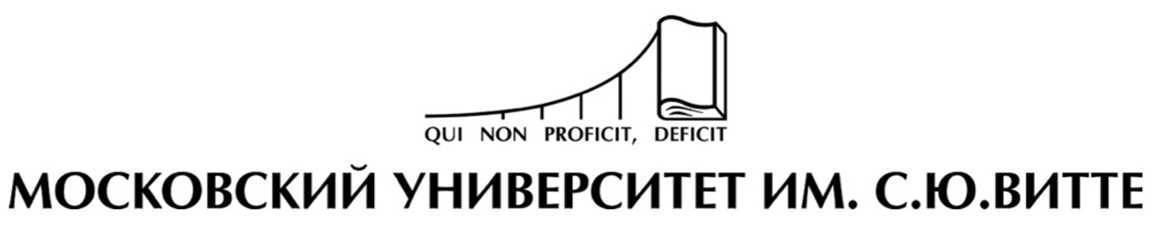 QUI NON PROFICIT, DEFICIT
МОСКОВСКИЙ УНИВЕРСИТЕТ ИМ. С.Ю.ВИТТЕ